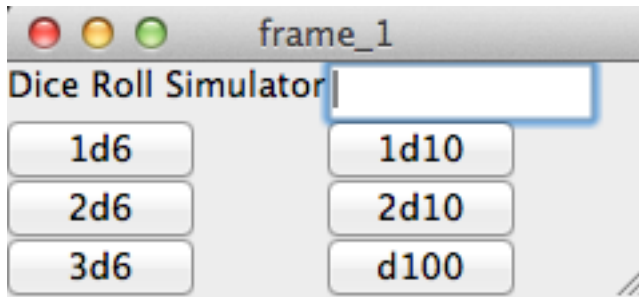 frame_1
Dice Roll Simulator
1d6 1d10
2d6 2d10
3d6 d100